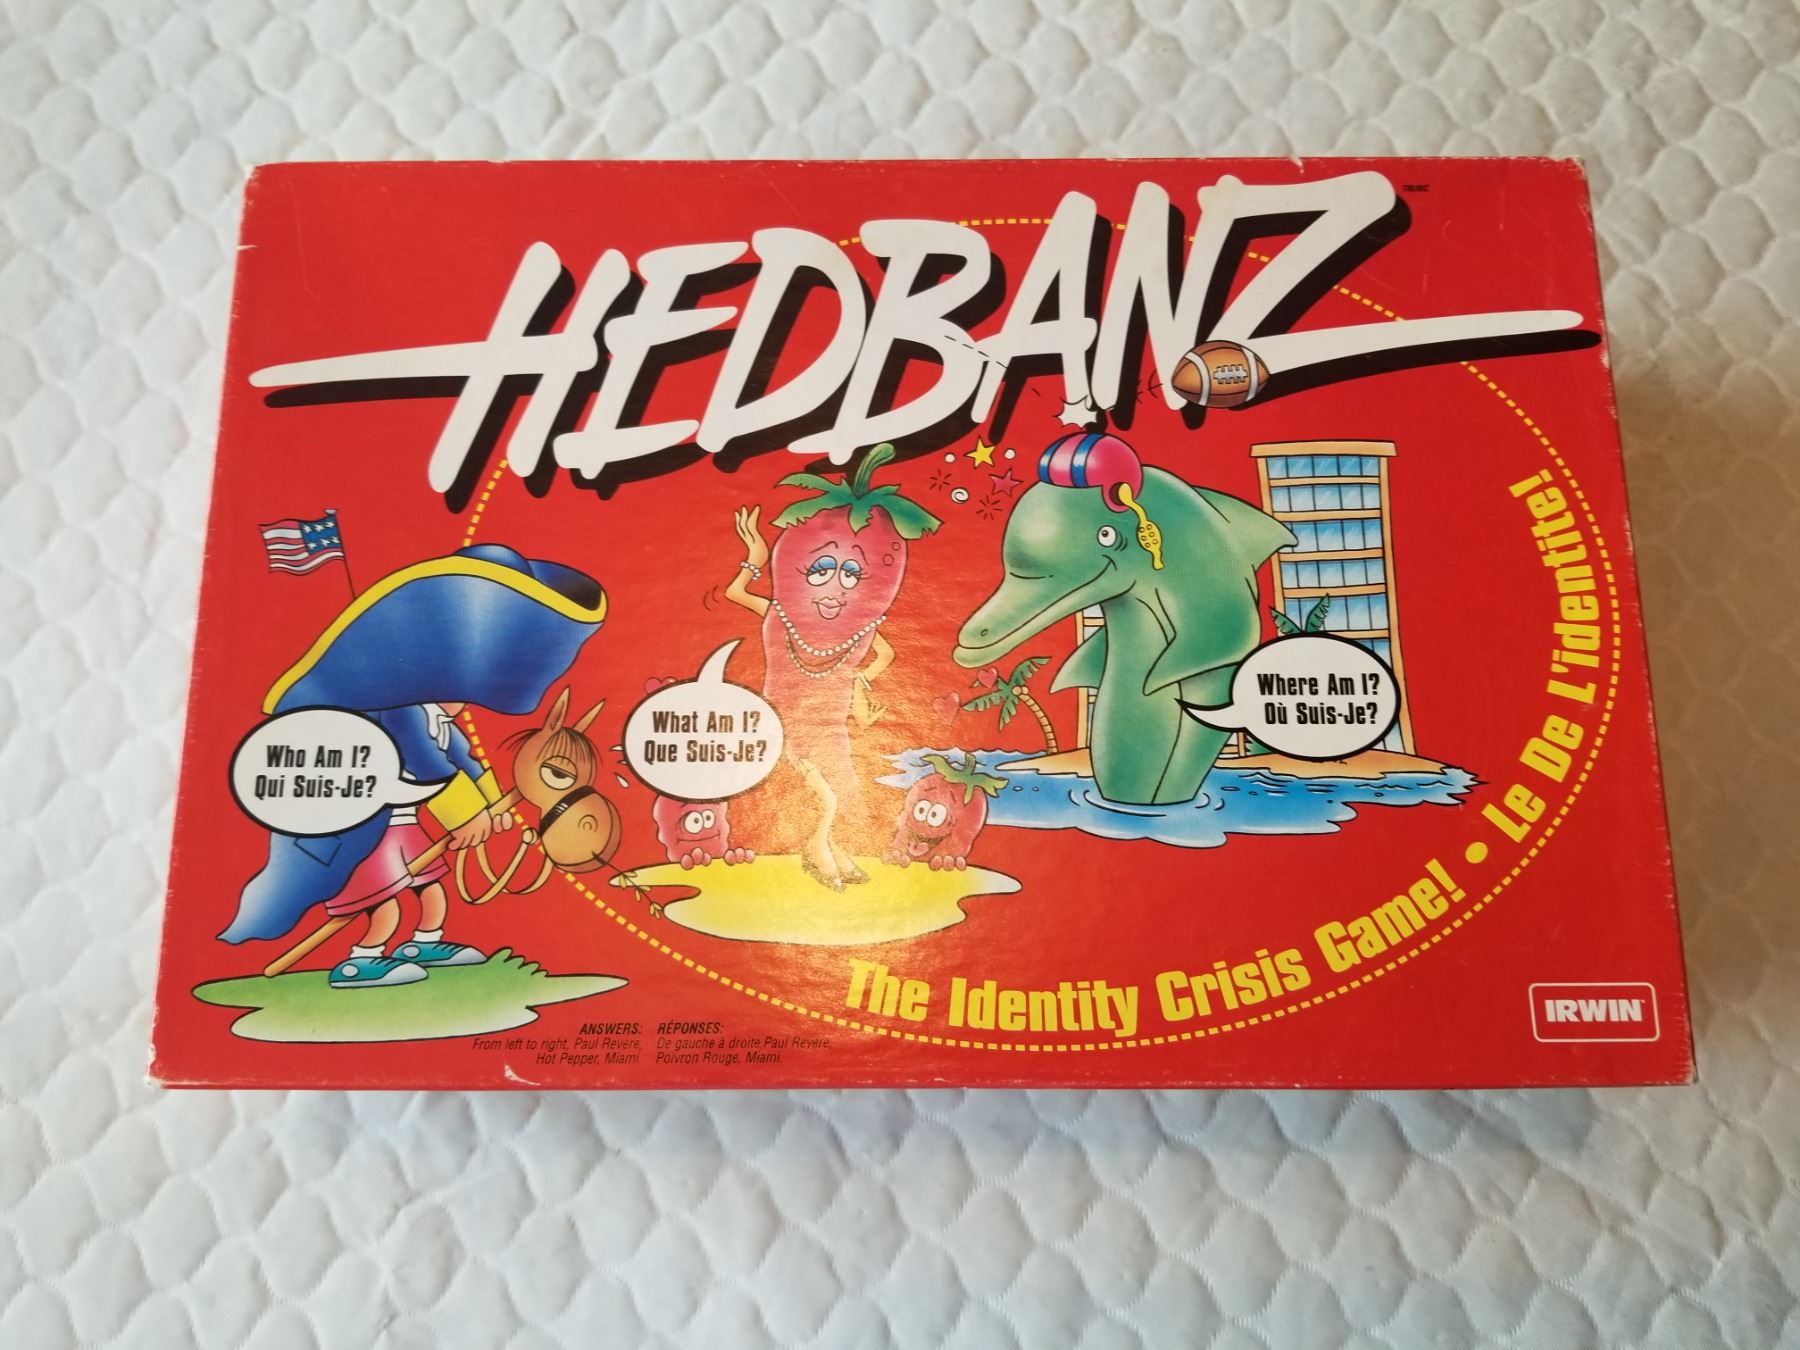 HEDBANZ
Who Am I?
Qui Suis-Je?
What Am I?
Que Suis-Je?
Where Am I?
Où Suis-Je?
The Identity Crisis Game! • Le De L'identite!
ANSWERS:
From left to right, Paul Revere,
Hot Pepper, Miami.
RÉPONSES:
De gauche à droite Paul Revere,
Poivron Rouge, Miami.
IRWIN